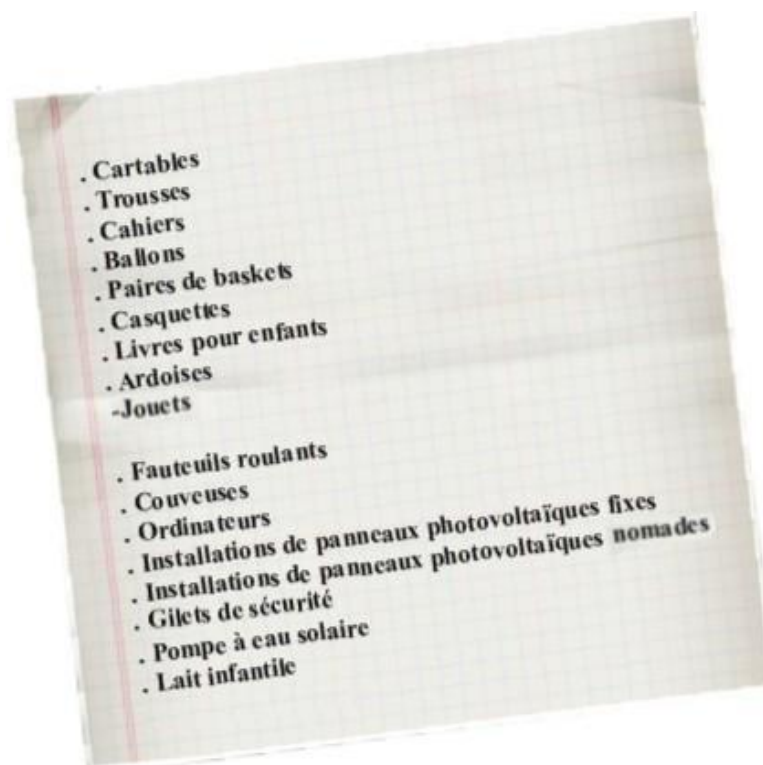 . Cartables
. Trousses
. Cahiers
. Ballons
. Paires de baskets
. Casquettes
. Livres pour enfants
. Ardoises
-Jouets
. Fauteuils roulants
. Couveuses
. Ordinateurs
. Installations de panneaux photovoltaïques fixes
. Installations de panneaux photovoltaïques nomades
. Gilets de sécurité
. Pompe à eau solaire
. Lait infantile